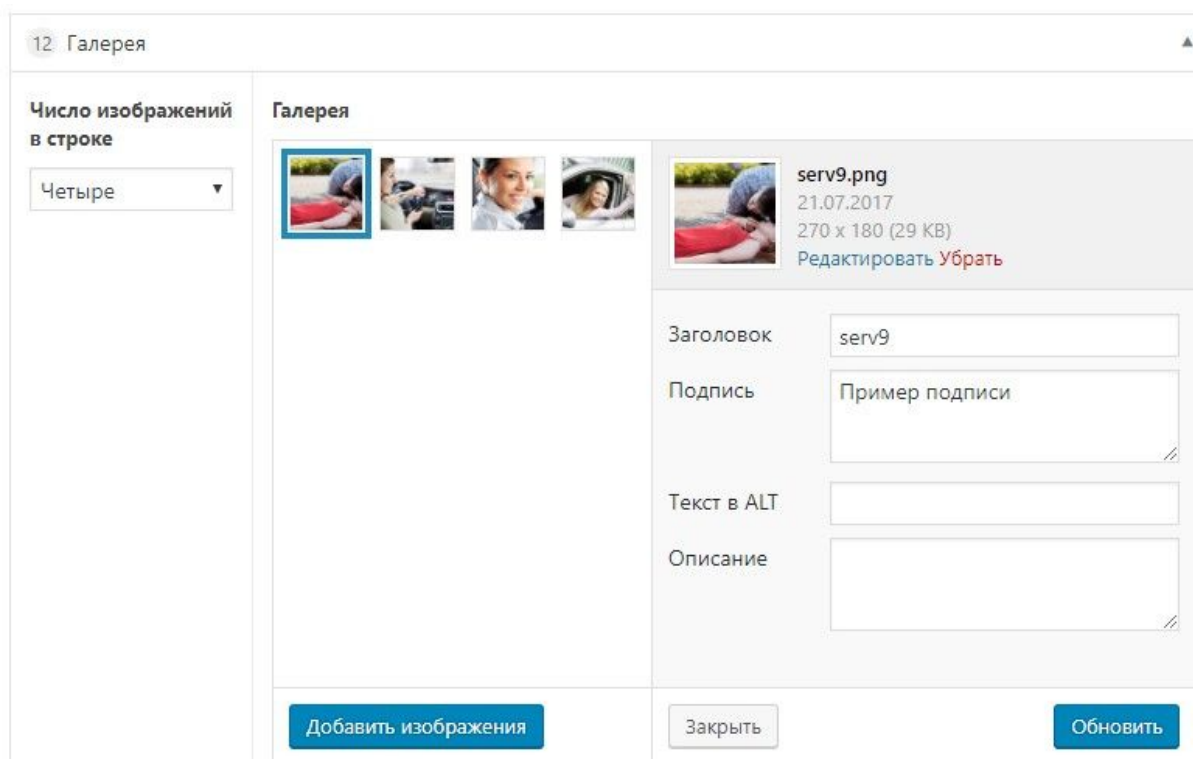 12 Галерея
Число изображений
в строке
Четыре
Галерея
serv9.png
21.07.2017
270 x 180 (29 KB)
Редактировать Убрать
Заголовок
serv9
Подпись
Пример подписи
Текст в ALT
Описание
Добавить изображения
Закрыть
Обновить